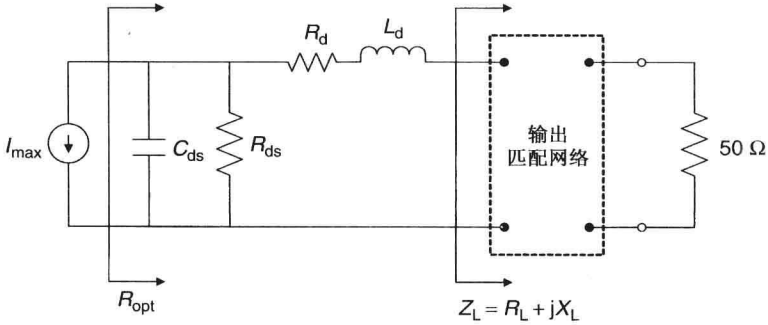 R_d
L_d
I_max
C_ds
R_ds
输出
匹配网络
50 Ω
R_opt
Z_L = R_L + jX_L